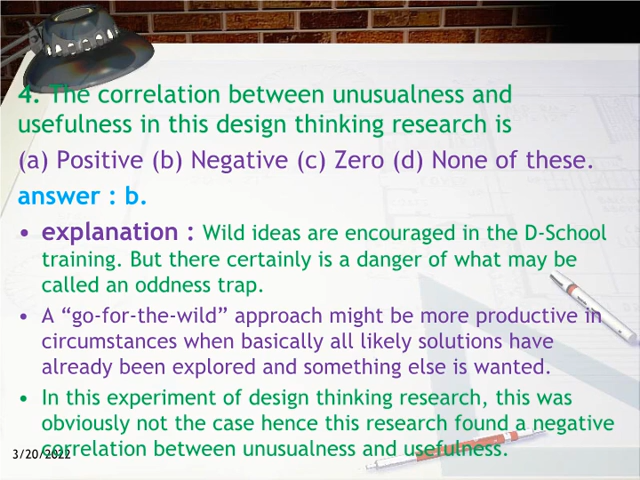 4. The correlation between unusualness and
usefulness in this design thinking research is
(a) Positive (b) Negative (c) Zero (d) None of these.
answer : b.
• explanation : Wild ideas are encouraged in the D-School
training. But there certainly is a danger of what may be
called an oddness trap.
• A “go-for-the-wild” approach might be more productive in
circumstances when basically all likely solutions have
already been explored and something else is wanted.
• In this experiment of design thinking research, this was
obviously not the case hence this research found a negative
correlation between unusualness and usefulness.
3/20/2022